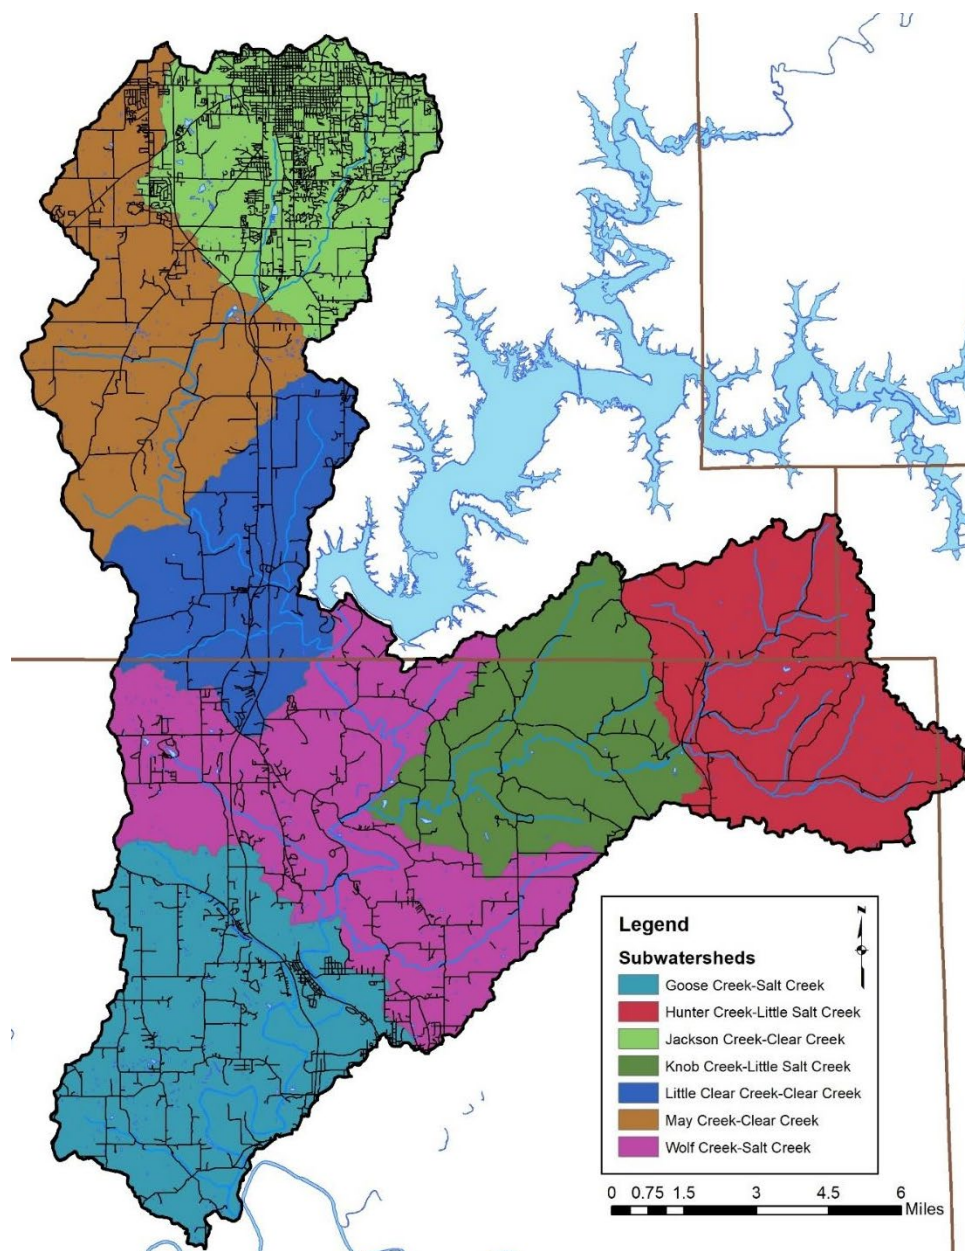 Legend
N
Subwatersheds
Goose Creek-Salt Creek
Hunter Creek-Little Salt Creek
Jackson Creek-Clear Creek
Knob Creek-Little Salt Creek
Little Clear Creek-Clear Creek
May Creek-Clear Creek
Wolf Creek-Salt Creek
0 0.75 1.5 3 4.5 6
Miles